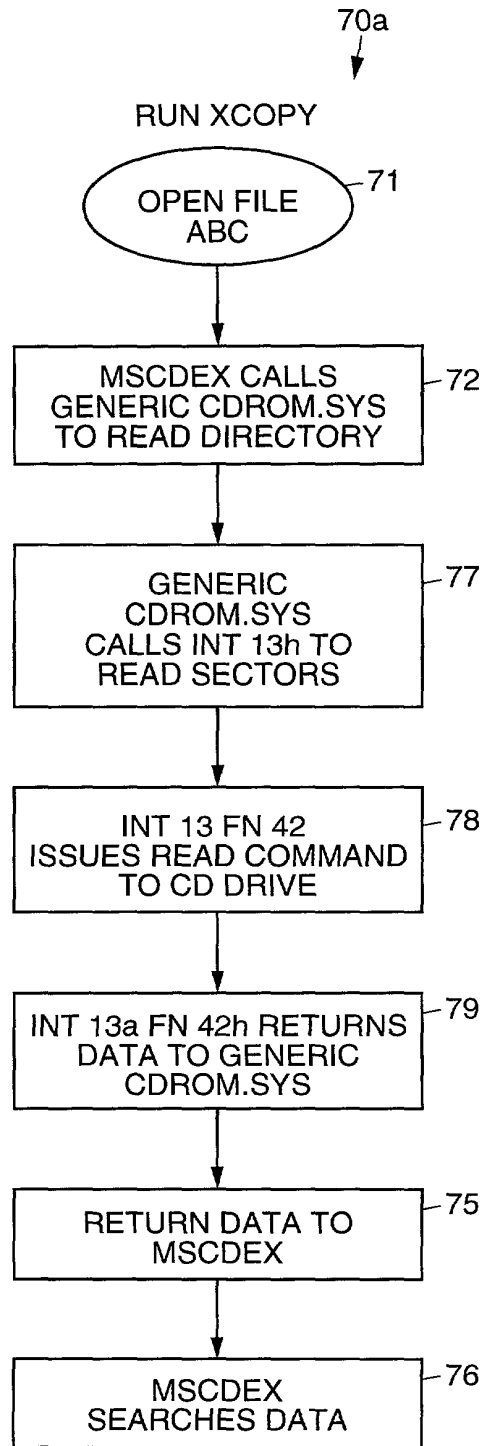 70a
RUN XCOPY
71
OPEN FILE
ABC
MSCDEX CALLS
GENERIC CDROM.SYS
TO READ DIRECTORY
72
GENERIC
CDROM.SYS
CALLS INT 13h TO
READ SECTORS
77
INT 13 FN 42
ISSUES READ COMMAND
TO CD DRIVE
78
INT 13a FN 42h RETURNS
DATA TO GENERIC
CDROM.SYS
79
RETURN DATA TO
MSCDEX
75
MSCDEX
SEARCHES DATA
76